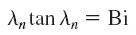 λₙ tan λₙ = Bi